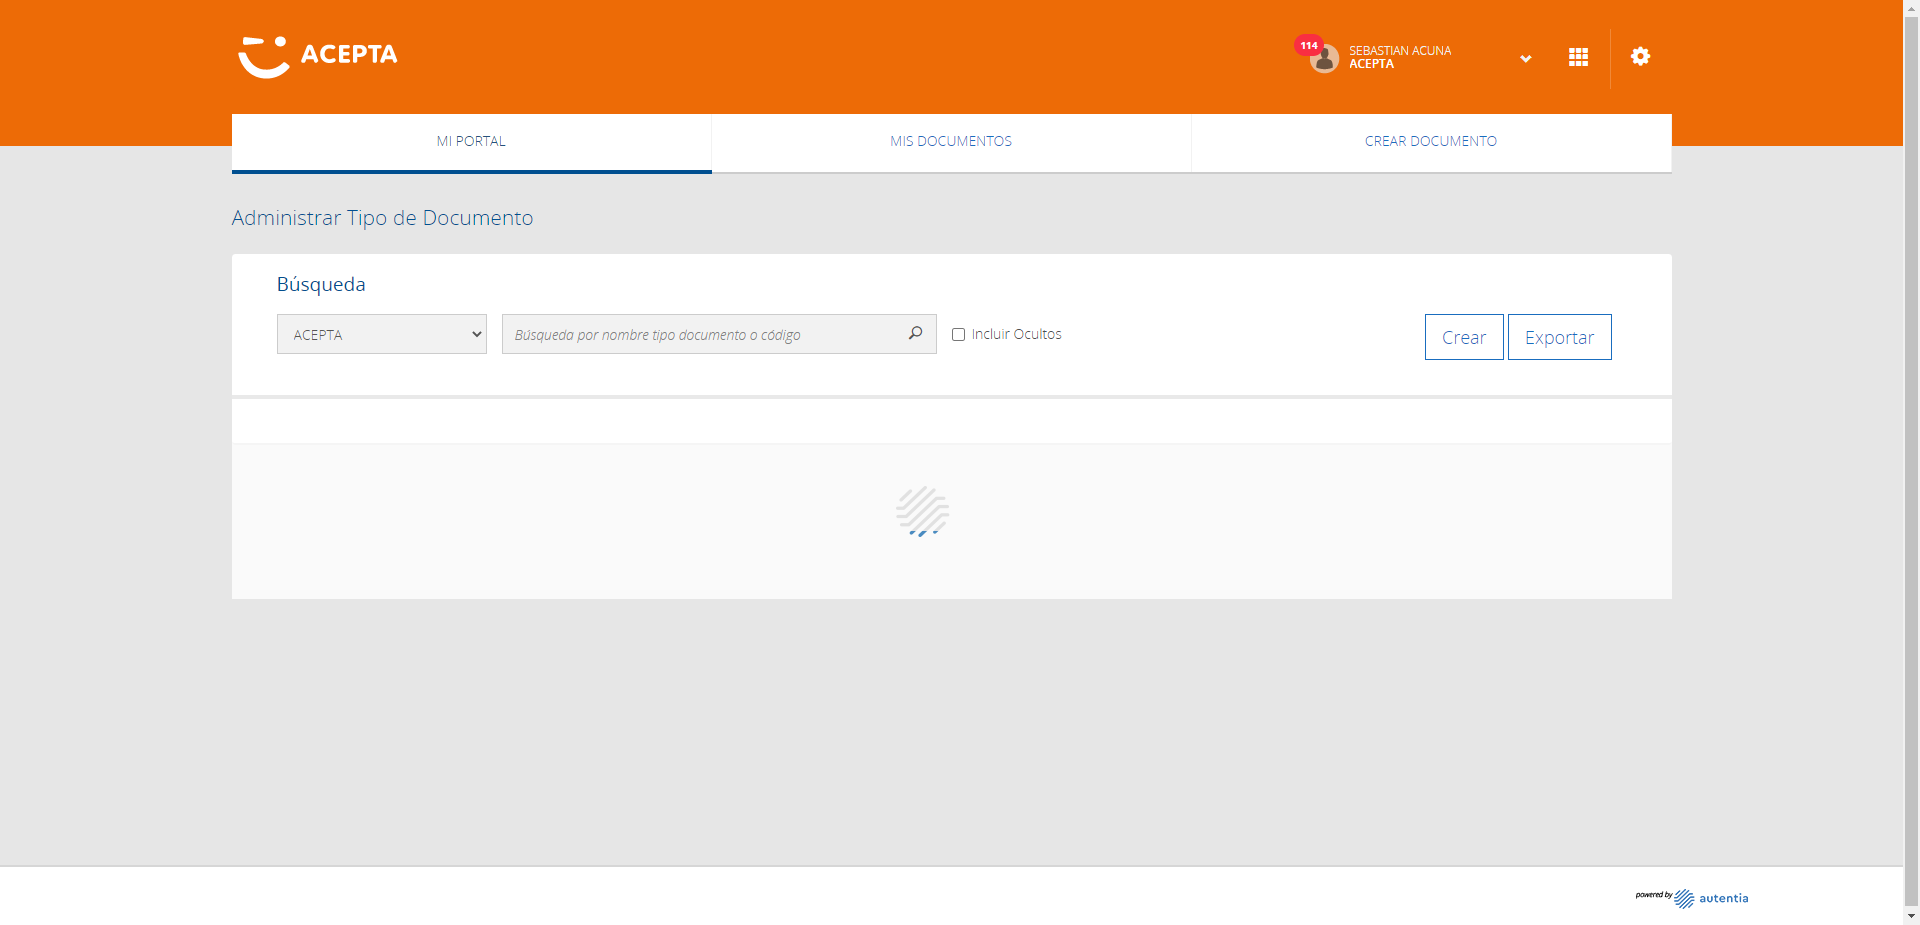 ACEPTA
114
SEBASTIAN ACUNA
ACEPTA
MI PORTAL
MIS DOCUMENTOS
CREAR DOCUMENTO
Administrar Tipo de Documento
Búsqueda
ACEPTA
Búsqueda por nombre tipo documento o código
Incluir Ocultos
Crear
Exportar
powered by autentia